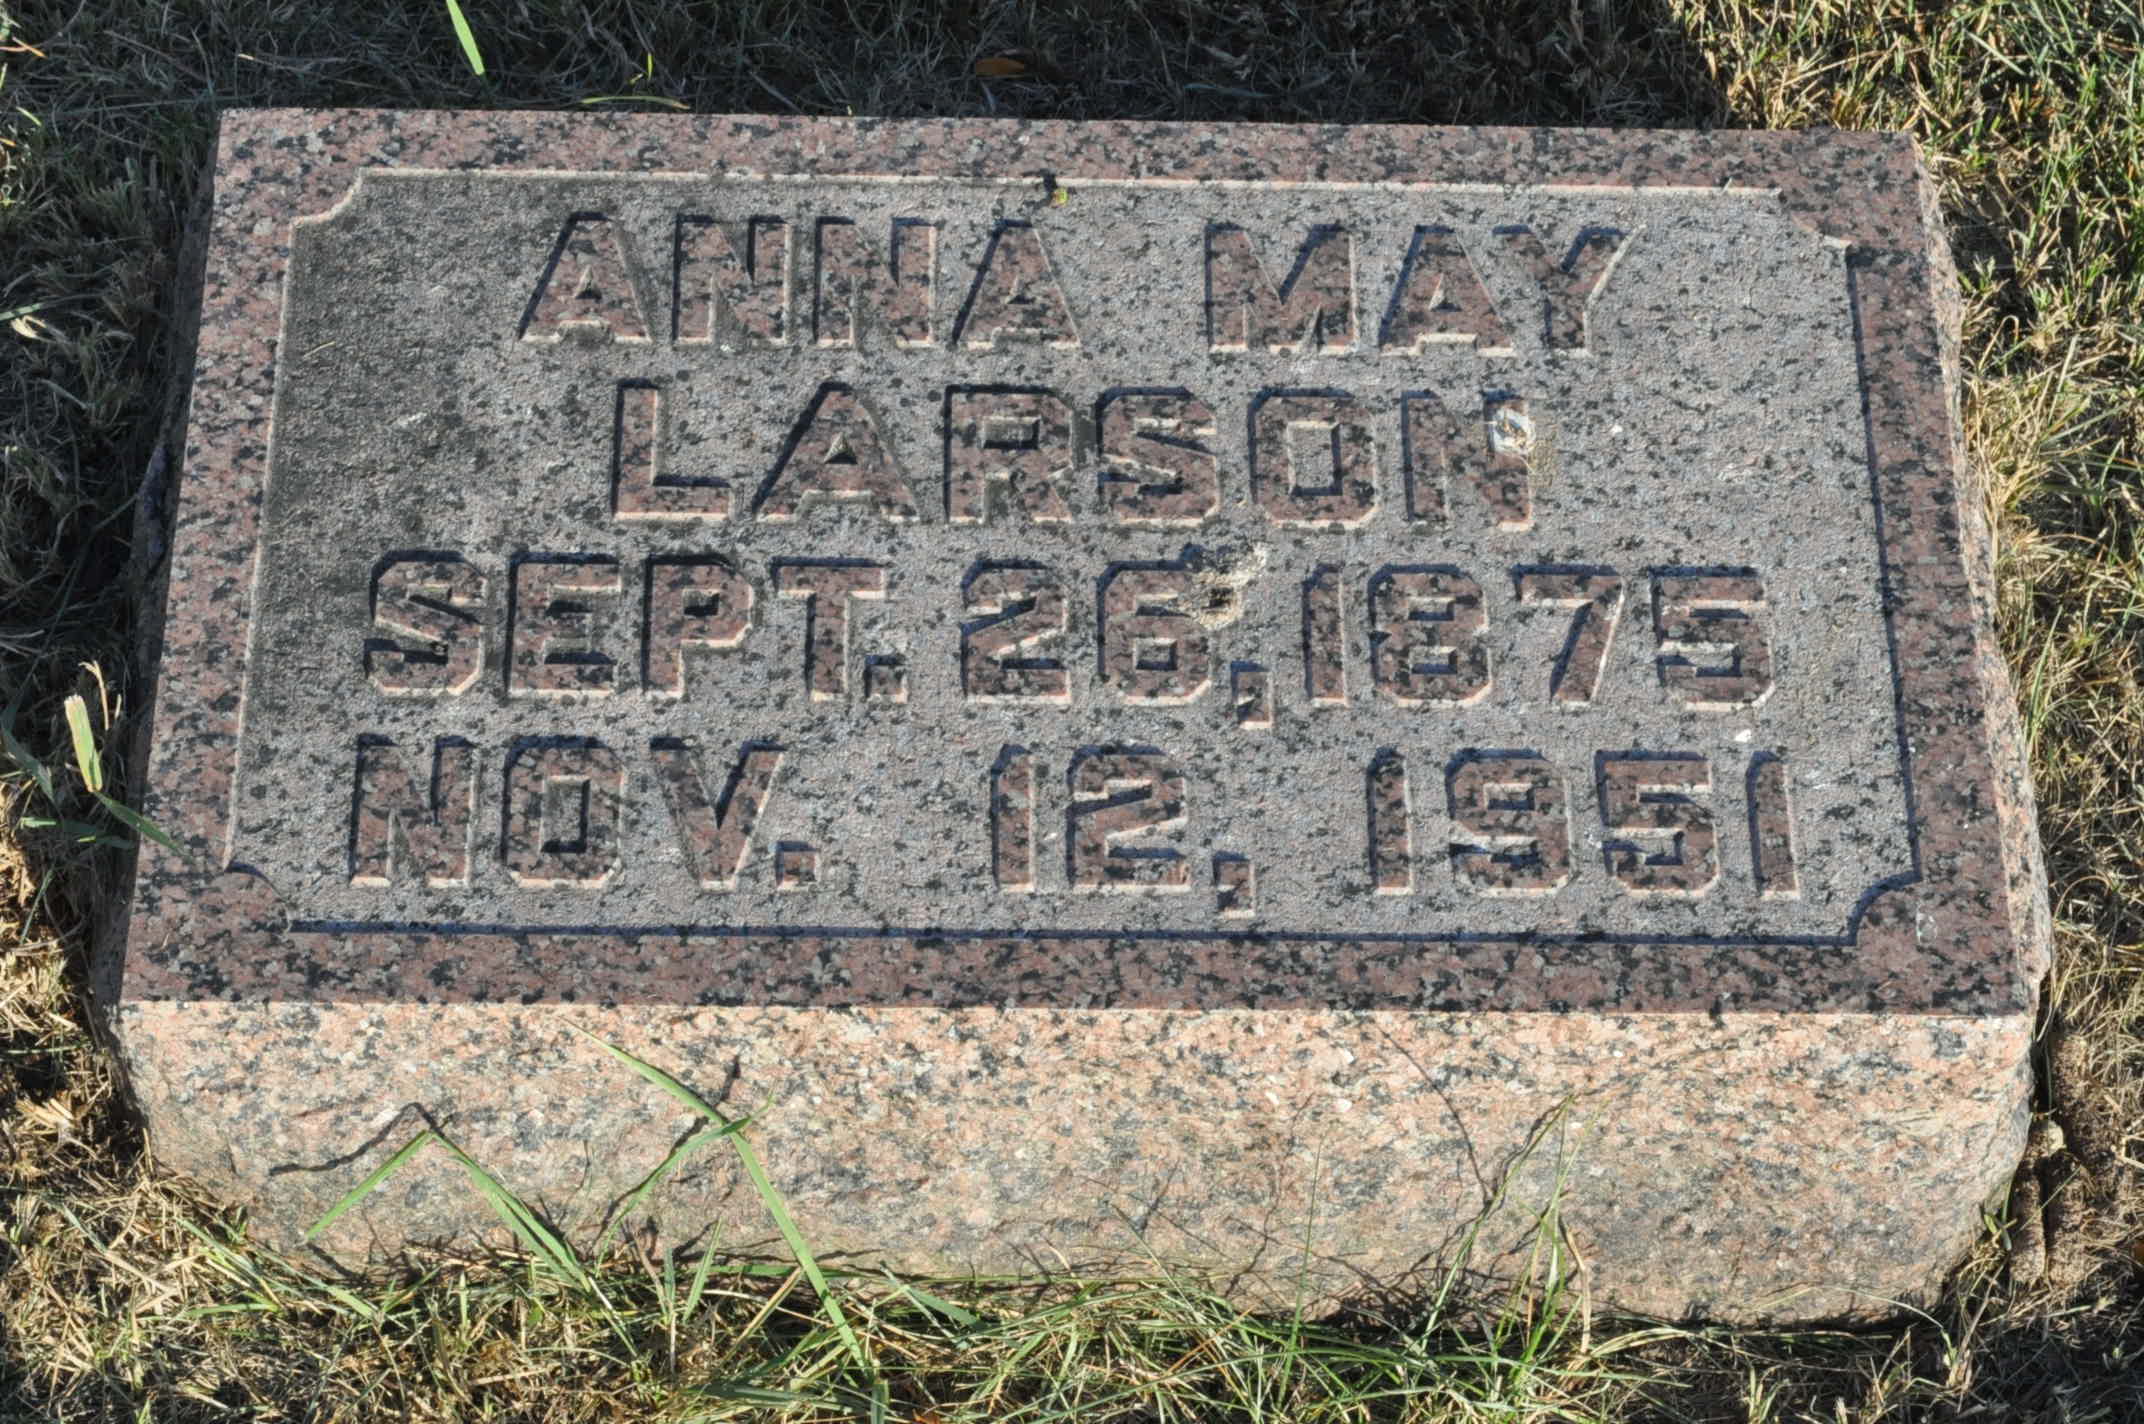 ANNA MAY
LARSON
SEPT. 26, 1875
NOV. 12, 1951